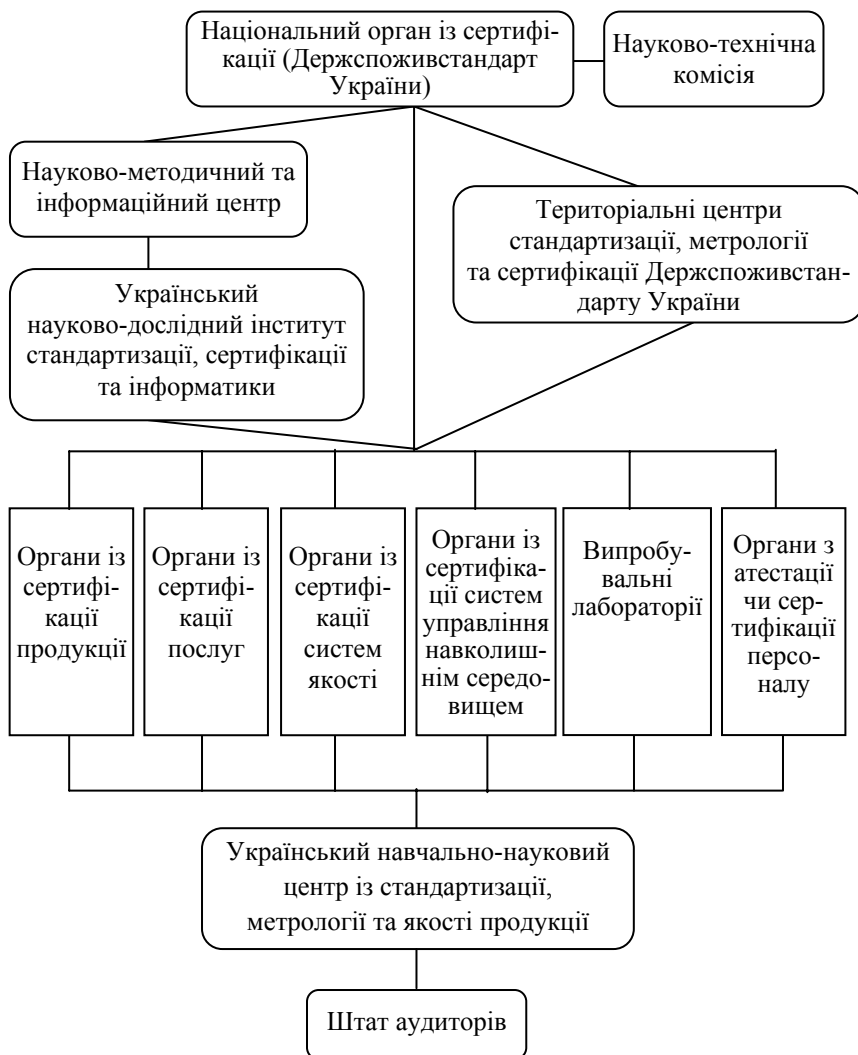 Національний орган із сертифі-
кації (Держспоживстандарт
України)
Науково-технічна
комісія
Науково-методичний та
інформаційний центр
Територіальні центри
стандартизації, метрології
та сертифікації Держспоживстан-
дарту України
Український
науково-дослідний інститут
стандартизації, сертифікації
та інформатики
Органи із
сертифі-
кації
продукції
Органи із
сертифі-
кації
послуг
Органи із
сертифі-
кації
систем
якості
Органи із
сертифіка-
ції систем
управління
навколиш-
нім середо-
вищем
Випробу-
вальні
лабораторії
Органи з
атестації
чи сер-
тифікації
персо-
налу
Український навчально-науковий
центр із стандартизації,
метрології та якості продукції
Штат аудиторів